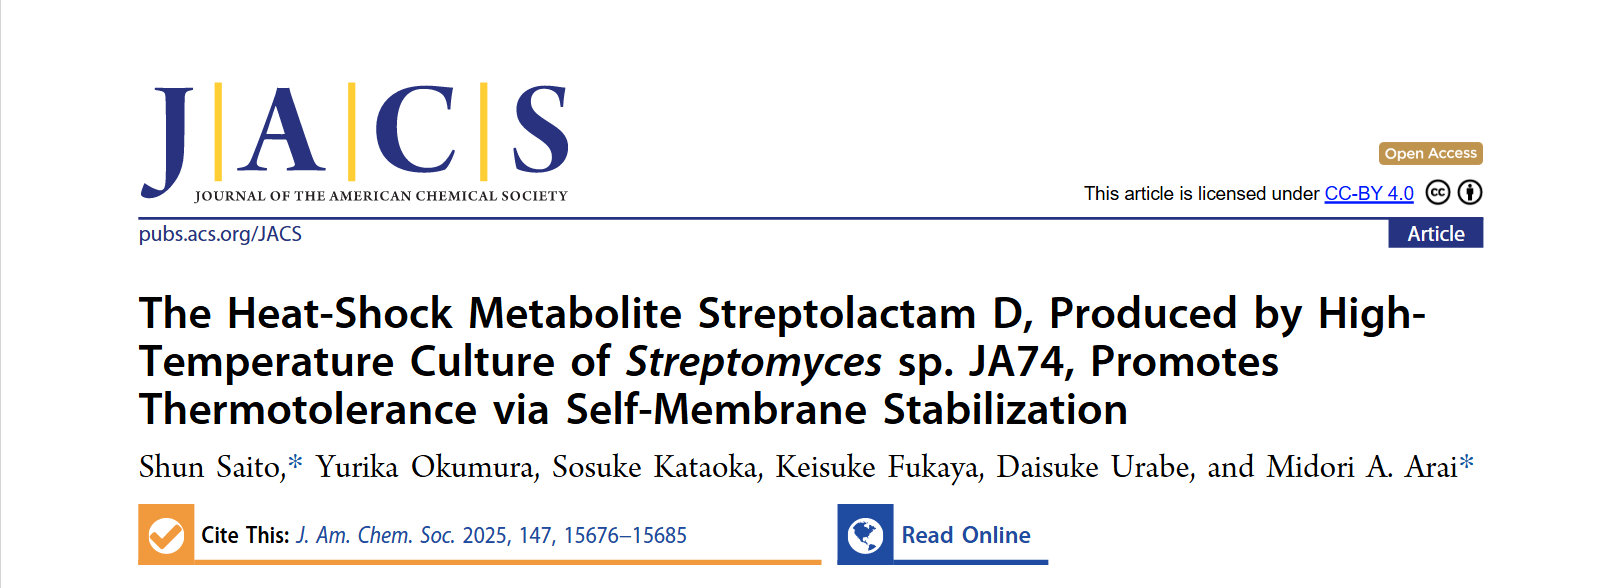 J|A|C|S
JOURNAL OF THE AMERICAN CHEMICAL SOCIETY
Open Access
This article is licensed under CC-BY 4.0
cc
pubs.acs.org/JACS
Article
The Heat-Shock Metabolite Streptolactam D, Produced by High-
Temperature Culture of Streptomyces sp. JA74, Promotes
Thermotolerance via Self-Membrane Stabilization
Shun Saito,* Yurika Okumura, Sosuke Kataoka, Keisuke Fukaya, Daisuke Urabe, and Midori A. Arai*
Cite This: J. Am. Chem. Soc. 2025, 147, 15676–15685
Read Online